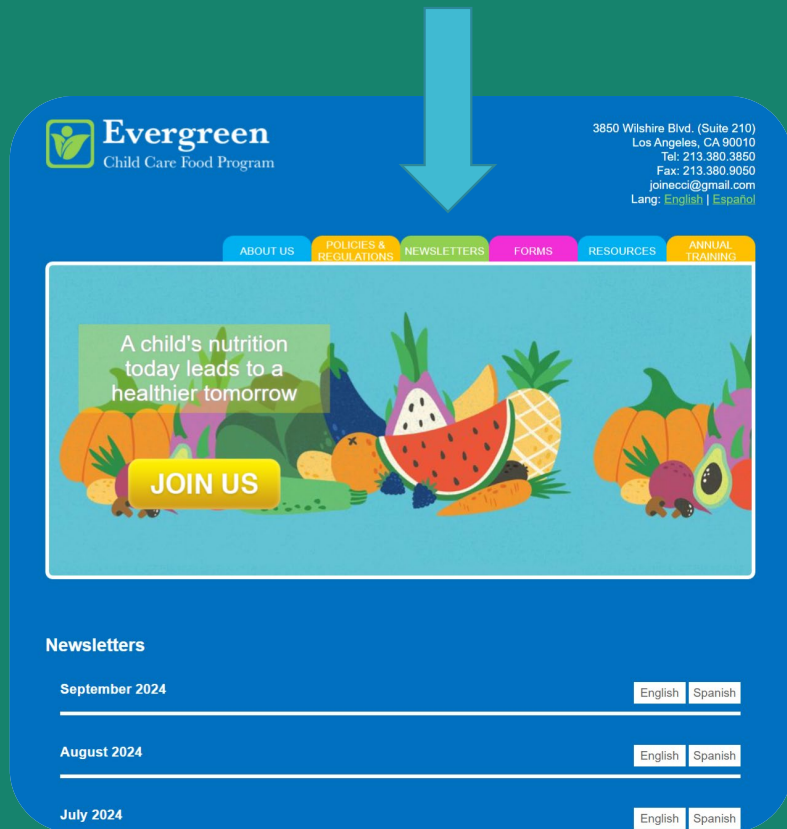 Evergreen
Child Care Food Program
3850 Wilshire Blvd. (Suite 210)
Los Angeles, CA 90010
Tel: 213.380.3850
Fax: 213.380.9050
joinecci@gmail.com
Lang: English | Español
ABOUT US
POLICIES &
REGULATIONS
NEWSLETTERS
FORMS
RESOURCES
ANNUAL
TRAINING
A child's nutrition
today leads to a
healthier tomorrow
JOIN US
Newsletters
September 2024 English Spanish
August 2024 English Spanish
July 2024 English Spanish